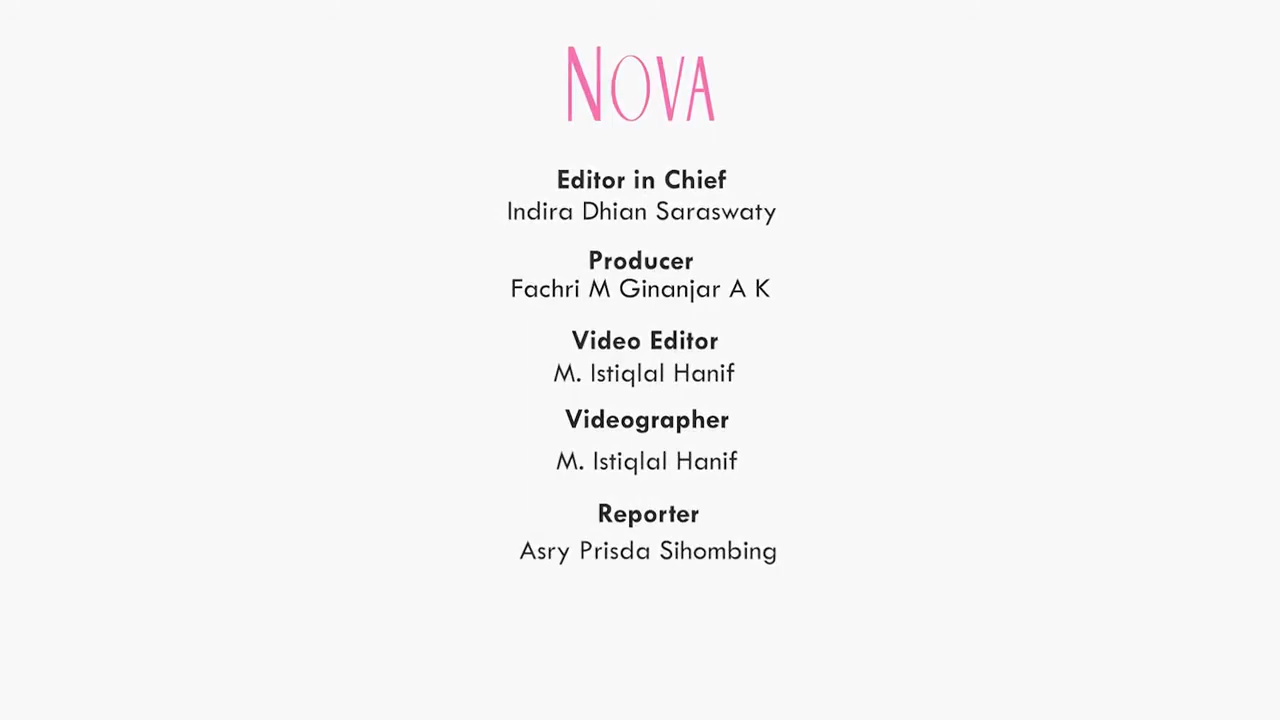 NOVA
Editor in Chief
Indira Dhian Saraswaty
Producer
Fachri M Ginanjar A K
Video Editor
M. Istiqlal Hanif
Videographer
M. Istiqlal Hanif
Reporter
Asry Prisda Sihombing